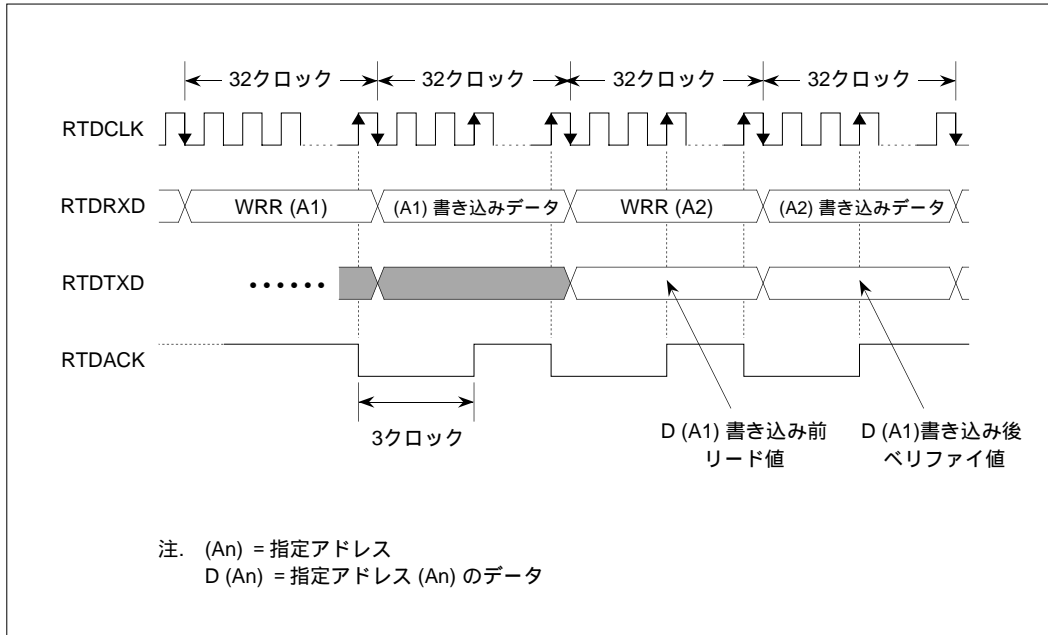 32クロック 32クロック 32クロック 32クロック
RTDCLK
RTDRXD WRR (A1) (A1) 書き込みデータ WRR (A2) (A2) 書き込みデータ
RTDTXD
RTDACK
3クロック
D (A1) 書き込み前
リード値
D (A1)書き込み後
ベリファイ値
注. (An) = 指定アドレス
D (An) = 指定アドレス (An) のデータ